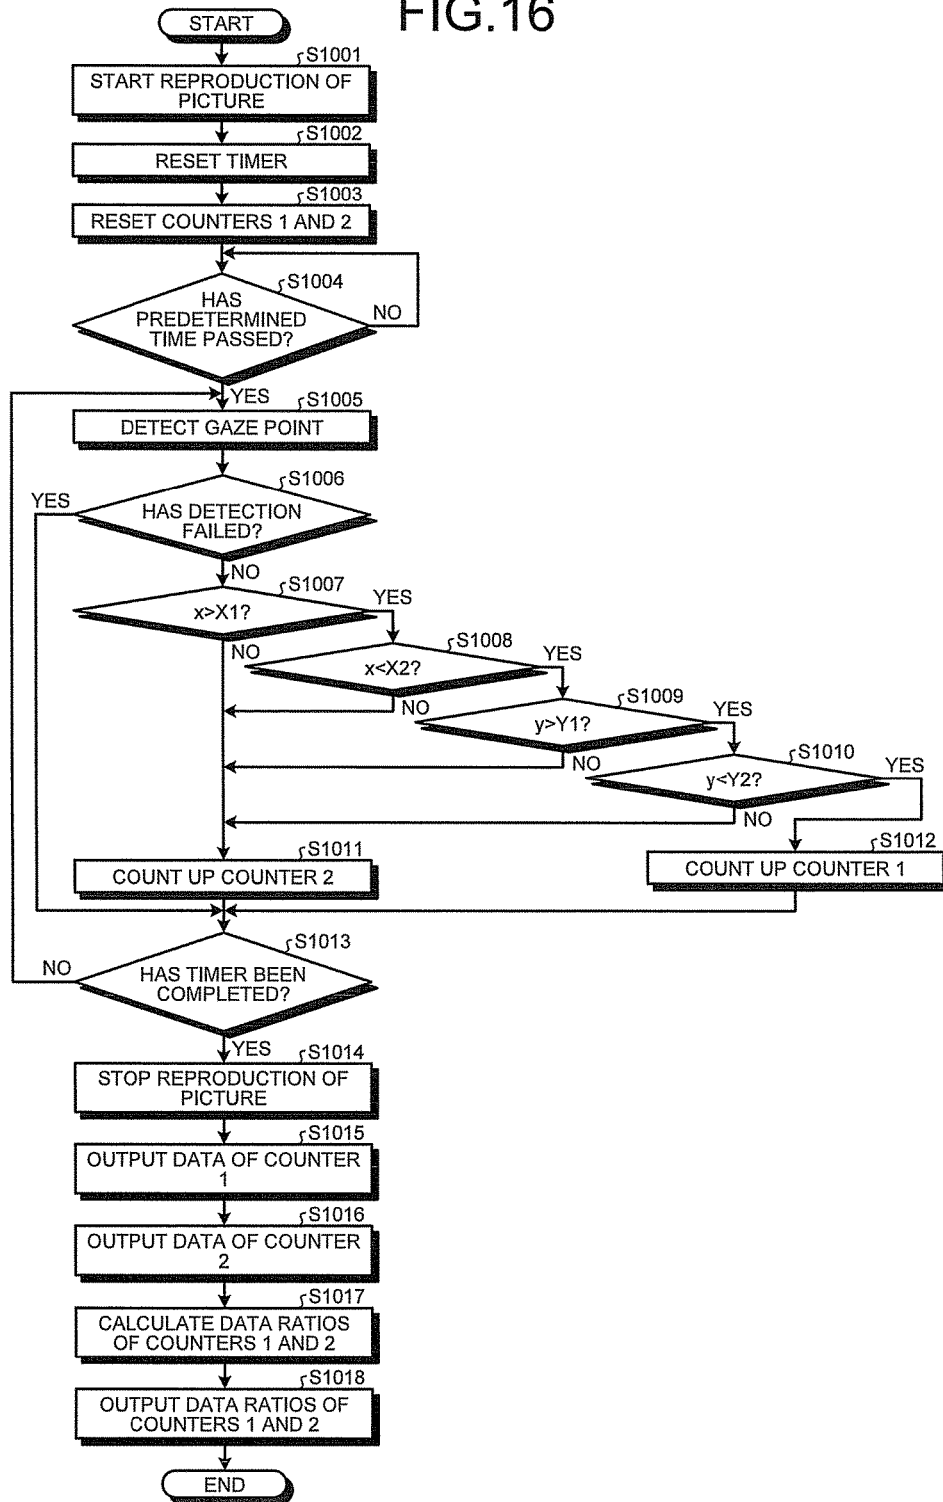 FIG.16
START
S1001
START REPRODUCTION OF
PICTURE
S1002
RESET TIMER
S1003
RESET COUNTERS 1 AND 2
S1004
HAS
PREDETERMINED
TIME PASSED?
NO
YES
S1005
DETECT GAZE POINT
S1006
YES
HAS DETECTION
FAILED?
NO
S1007
x>X1?
YES
NO
S1008
x<X2?
YES
NO
S1009
y>Y1?
YES
NO
S1010
y<Y2?
YES
NO
S1011
COUNT UP COUNTER 2
S1012
COUNT UP COUNTER 1
S1013
NO
HAS TIMER BEEN
COMPLETED?
YES
S1014
STOP REPRODUCTION OF
PICTURE
S1015
OUTPUT DATA OF COUNTER
1
S1016
OUTPUT DATA OF COUNTER
2
S1017
CALCULATE DATA RATIOS
OF COUNTERS 1 AND 2
S1018
OUTPUT DATA RATIOS OF
COUNTERS 1 AND 2
END